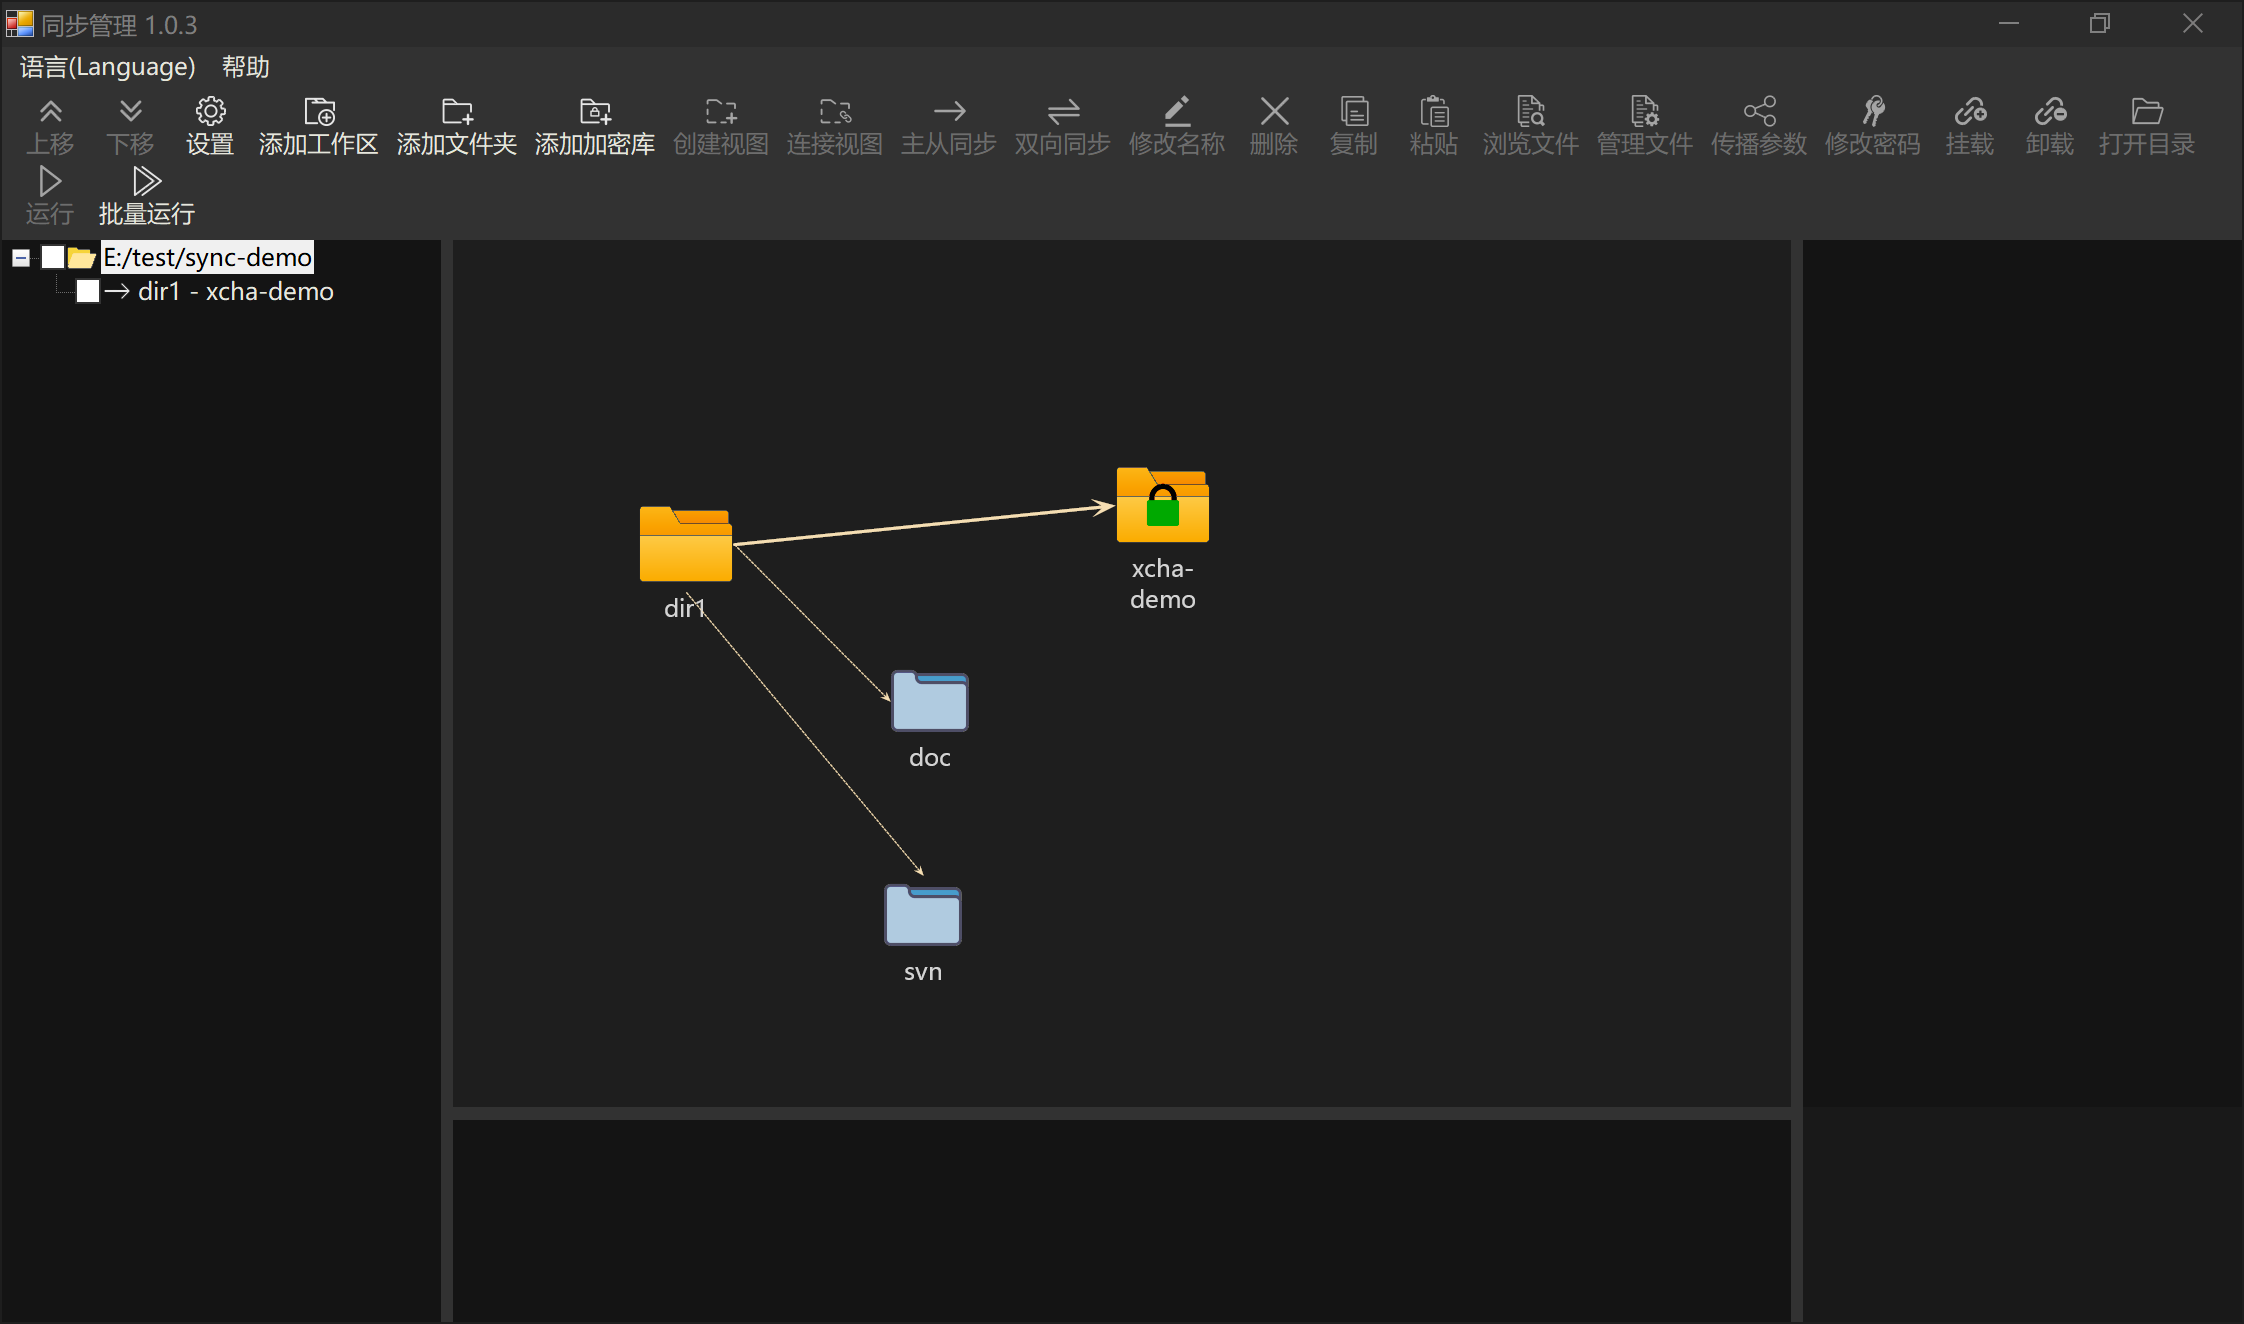 同步管理 1.0.3
语言(Language) 帮助
上移 下移 设置 添加工作区 添加文件夹 添加加密库 创建视图 连接视图 主从同步 双向同步 修改名称 删除 复制 粘贴 浏览文件 管理文件 传播参数 修改密码 挂载 卸载 打开目录
运行 批量运行
E:/test/sync-demo
dir1 - xcha-demo
xcha-
demo
dir1
doc
svn